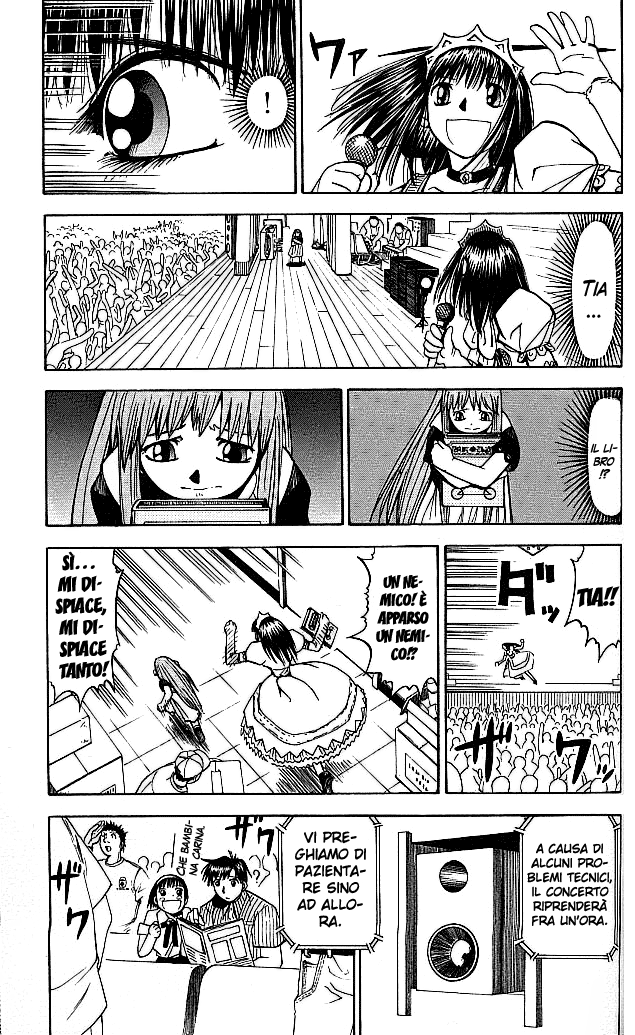 ワァ
!
TIA
...
IL LI-
BRO
!?
TIA!!
ダッ
ザワ
UN NE-
MICO! È
APPARSO
UN NEMI-
CO!?
SÌ...
MI DI-
SPIACE,
MI DI-
SPIACE
TANTO!
A CAUSA DI
ALCUNI PRO-
BLEMI TECNICI,
IL CONCERTO
RIPRENDERÀ
FRA UN'ORA.
VI PRE-
GHIAMO DI
PAZIENTA-
RE SINO
AD ALLO-
RA.
ザワ
CHE BAMBI-
NA CARINA.
ザワ